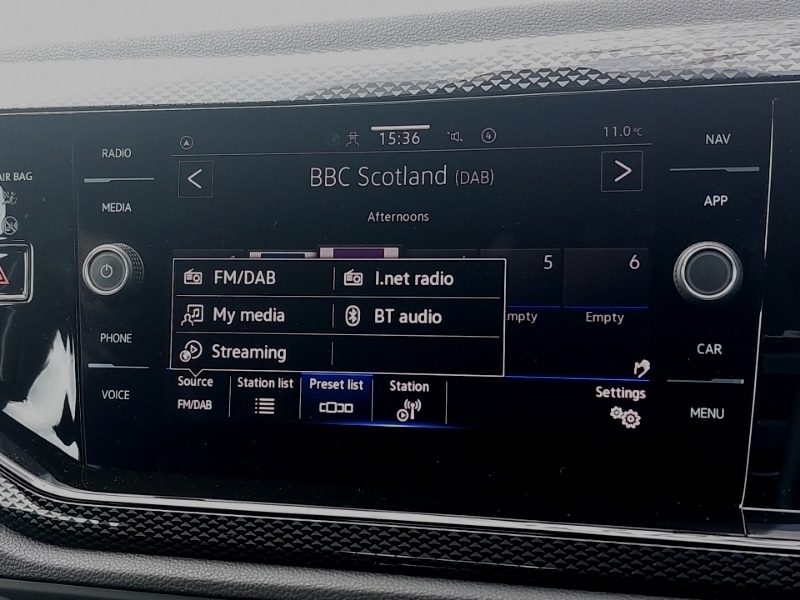 AIR BAG
RADIO
MEDIA
PHONE
VOICE
15:36
4
11.0°C
NAV
APP
CAR
MENU
<
BBC Scotland (DAB)
>
Afternoons
5
6
mpty
Empty
FM/DAB
I.net radio
My media
BT audio
Streaming
Source
FM/DAB
Station list
Preset list
Station
Settings